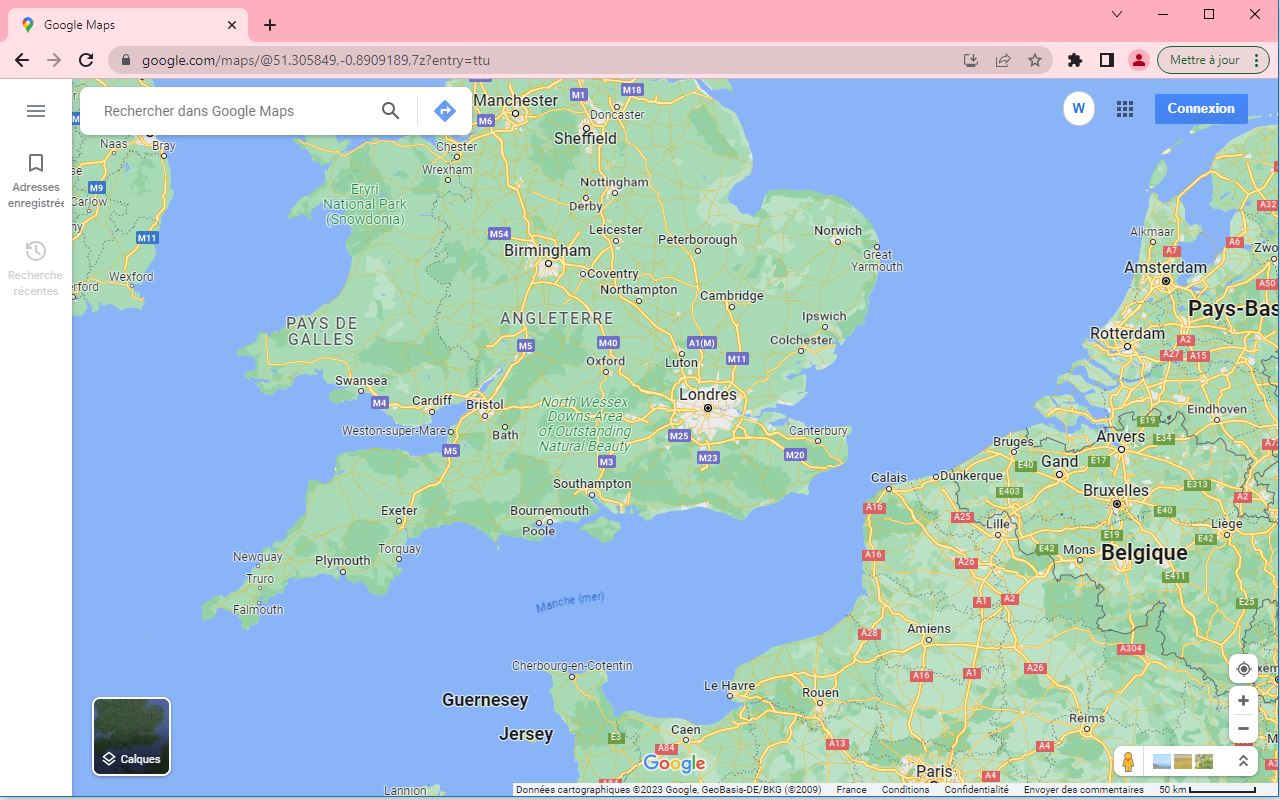 Google Maps
google.com/maps/@51.305849,-0.8909189,7z?entry=ttu
Mettre à jour
Rechercher dans Google Maps
W
Connexion
Adresses
enregistrée
Recherche
récentes
Manchester
M1
M18
Doncaster
M6
Sheffield
Naas
Bray
Chester
Wrexham
M9
Carlow
M11
Wexford
Eryri
National Park
(Snowdonia)
Nottingham
Derby
Leicester
M54
Peterborough
Norwich
Great
Yarmouth
Birmingham
Coventry
Northampton
Cambridge
Ipswich
Colchester
PAYS DE
GALLES
ANGLETERRE
M5
M40
A1(M)
M11
Oxford
Luton
Swansea
M4
Cardiff
Bristol
Londres
North Wessex
Downs Area
of Outstanding
Natural Beauty
Weston-super-Mare
Bath
M5
M25
M3
M23
M20
Canterbury
Southampton
Bournemouth
Poole
Exeter
Torquay
Newquay
Plymouth
Truro
Falmouth
Manche (mer)
Alkmaar
A7
A6
A32
Zwo
Amsterdam
A50
Pays-Bas
Rotterdam
A2
A27
A15
Eindhoven
E19
Bruges
Anvers
E34
E40
Gand
E17
Calais
Dunkerque
E403
Bruxelles
E313
A2
A16
A25
Lille
E40
Liège
E19
E42
A16
A26
E42
Mons
Belgique
E411
A1
A2
E25
A28
Amiens
A304
A16
A1
A26
Cherbourg-en-Cotentin
Le Havre
Rouen
Guernesey
Jersey
Caen
E3
A84
A13
Reims
A4
Paris
A4
Lannion
Calques
Google
Données cartographiques ©2023 Google, GeoBasis-DE/BKG (©2009)
France
Conditions
Confidentialité
Envoyer des commentaires
50 km